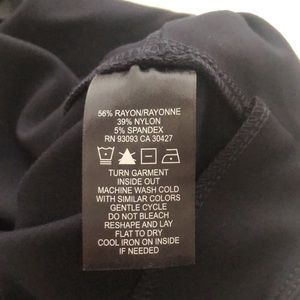 56% RAYON/RAYONNE
39% NYLON
5% SPANDEX
RN 93093 CA 30427
TURN GARMENT
INSIDE OUT
MACHINE WASH COLD
WITH SIMILAR COLORS
GENTLE CYCLE
DO NOT BLEACH
RESHAPE AND LAY
FLAT TO DRY
COOL IRON ON INSIDE
IF NEEDED